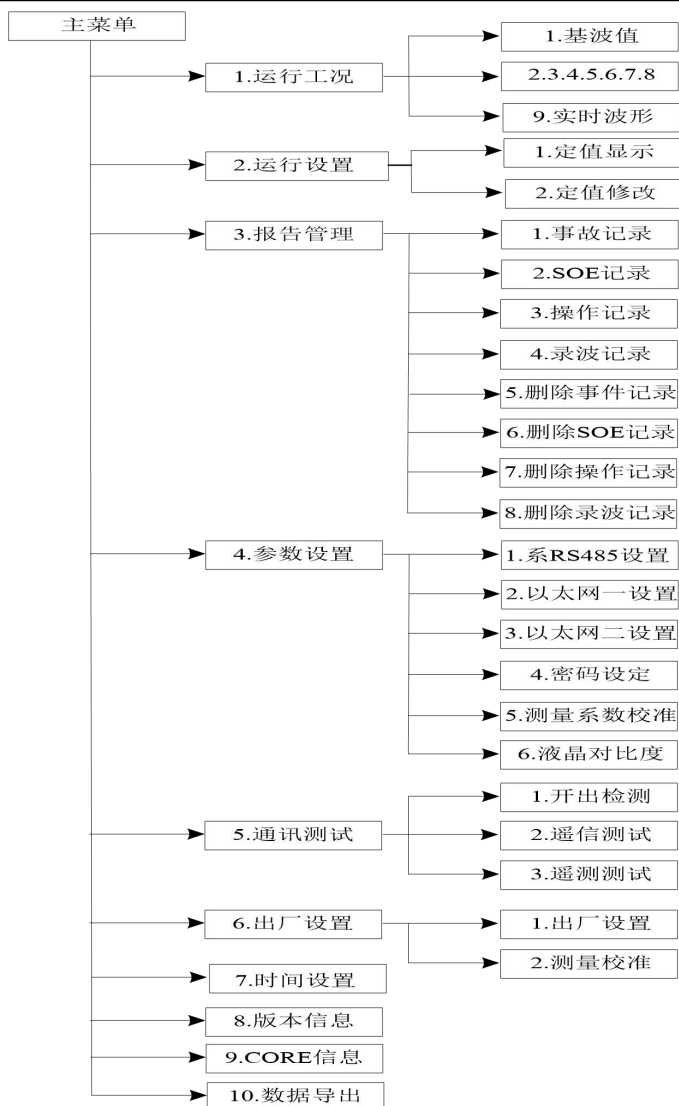 主菜单
1.运行工况
1.基波值
2.3.4.5.6.7.8
9.实时波形
2.运行设置
1.定值显示
2.定值修改
3.报告管理
1.事故记录
2.SOE记录
3.操作记录
4.录波记录
5.删除事件记录
6.删除SOE记录
7.删除操作记录
8.删除录波记录
4.参数设置
1.系RS485设置
2.以太网一设置
3.以太网二设置
4.密码设定
5.测量系数校准
6.液晶对比度
5.通讯测试
1.开出检测
2.遥信测试
3.遥测测试
6.出厂设置
1.出厂设置
2.测量校准
7.时间设置
8.版本信息
9.CORE信息
10.数据导出